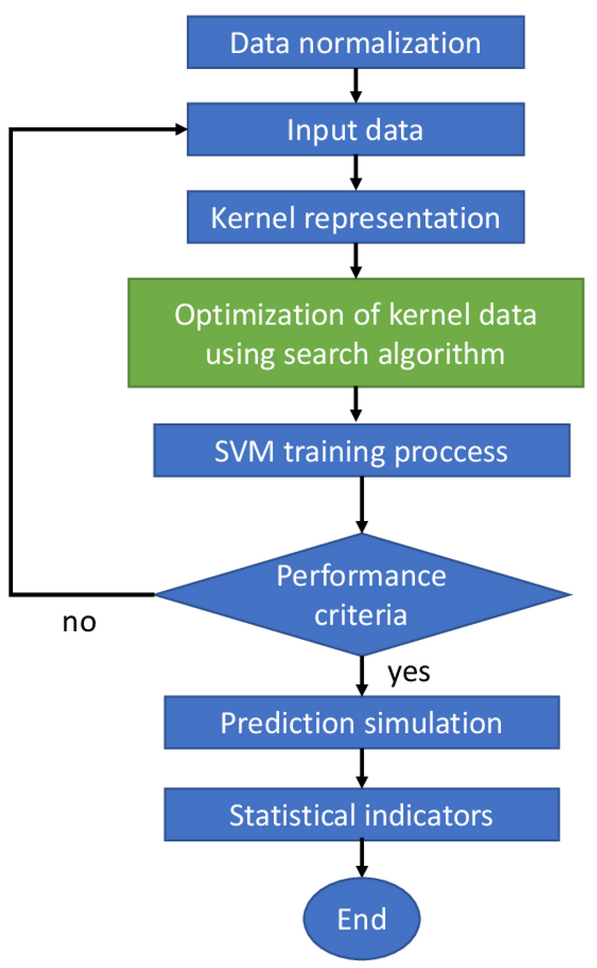 Data normalization
Input data
Kernel representation
Optimization of kernel data
using search algorithm
SVM training proccess
Performance
criteria
no
yes
Prediction simulation
Statistical indicators
End